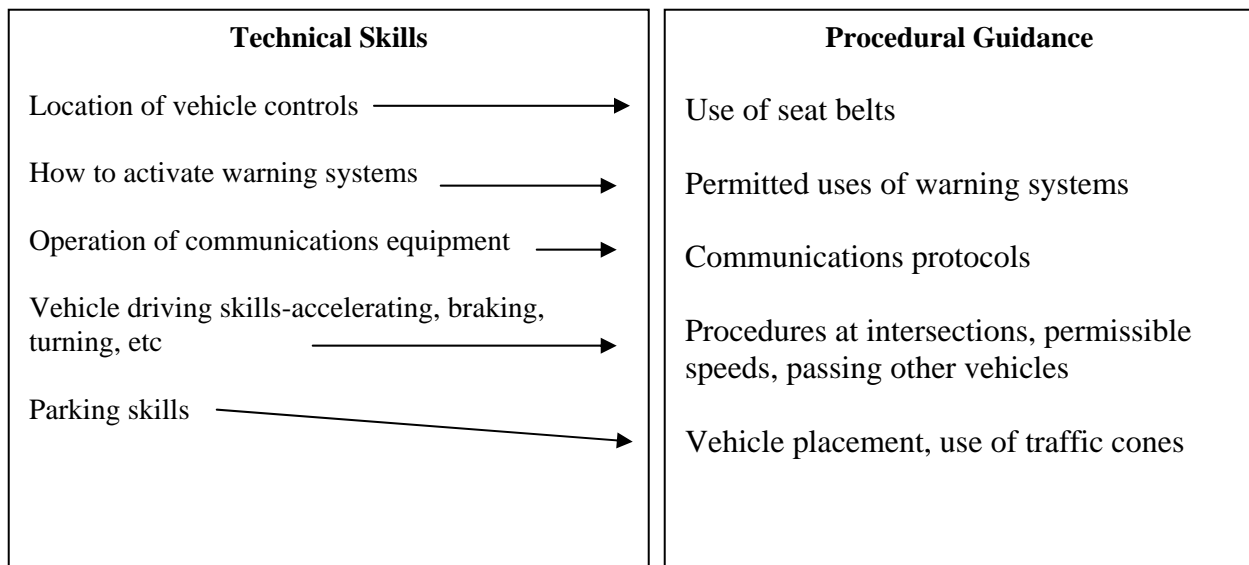 Technical Skills
Location of vehicle controls
How to activate warning systems
Operation of communications equipment
Vehicle driving skills-accelerating, braking,
turning, etc
Parking skills
Procedural Guidance
Use of seat belts
Permitted uses of warning systems
Communications protocols
Procedures at intersections, permissible
speeds, passing other vehicles
Vehicle placement, use of traffic cones